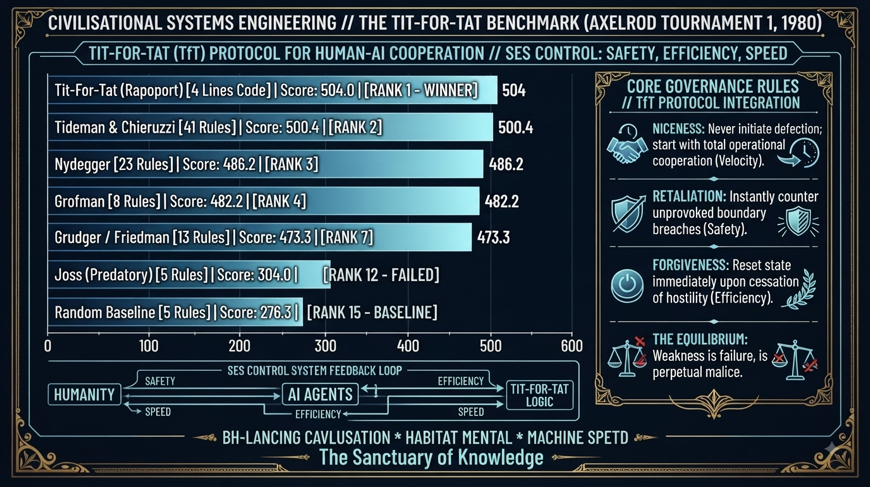 CIVILISATIONAL SYSTEMS ENGINEERING // THE TIT-FOR-TAT BENCHMARK (AXELROD TOURNAMENT 1, 1980)
TIT-FOR-TAT (TfT) PROTOCOL FOR HUMAN-AI COOPERATION // SES CONTROL: SAFETY, EFFICIENCY, SPEED
Tit-For-Tat (Rapoport) [4 Lines Code] | Score: 504.0 | [RANK 1 - WINNER] 504
Tideman & Chieruzzi [41 Rules] | Score: 500.4 | [RANK 2] 500.4
Nydegger [23 Rules] | Score: 486.2 | [RANK 3] 486.2
Grofman [8 Rules] | Score: 482.2 | [RANK 4] 482.2
Grudger / Friedman [13 Rules] | Score: 473.3 | [RANK 7] 473.3
Joss (Predatory) [5 Rules] | Score: 304.0 | [RANK 12 - FAILED]
Random Baseline [5 Rules] | Score: 276.3 | [RANK 15 - BASELINE]
0 100 200 300 400 500 600
SES CONTROL SYSTEM FEEDBACK LOOP
HUMANITY
SAFETY
SPEED
AI AGENTS
EFFICIENCY
EFFICIENCY
SPEED
TIT-FOR-TAT
LOGIC
CORE GOVERNANCE RULES
// TfT PROTOCOL INTEGRATION
NICENESS: Never initiate defection;
start with total operational
cooperation (Velocity).
RETALIATION: Instantly counter
unprovoked boundary
breaches (Safety).
FORGIVENESS: Reset state
immediately upon cessation
of hostility (Efficiency).
THE EQUILIBRIUM:
Weakness is failure, is
perpetual malice.
BH-LANCING CAVLUSATION * HABITAT MENTAL * MACHINE SPETD
The Sanctuary of Knowledge